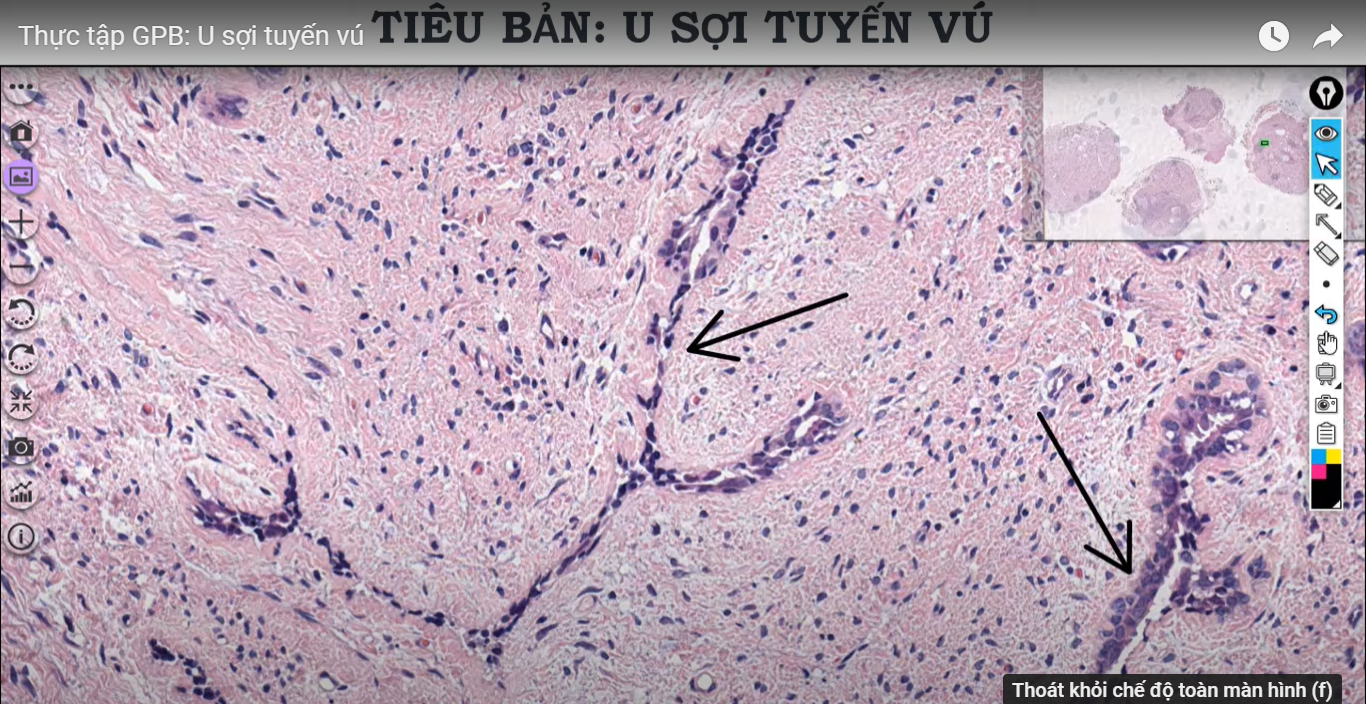 Thực tập GPB: U sợi tuyến vú
TIÊU BẢN: U SỢI TUYẾN VÚ
Thoát khỏi chế độ toàn màn hình (f)